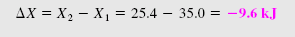 ΔX = X₂ − X₁ = 25.4 − 35.0 = −9.6 kJ